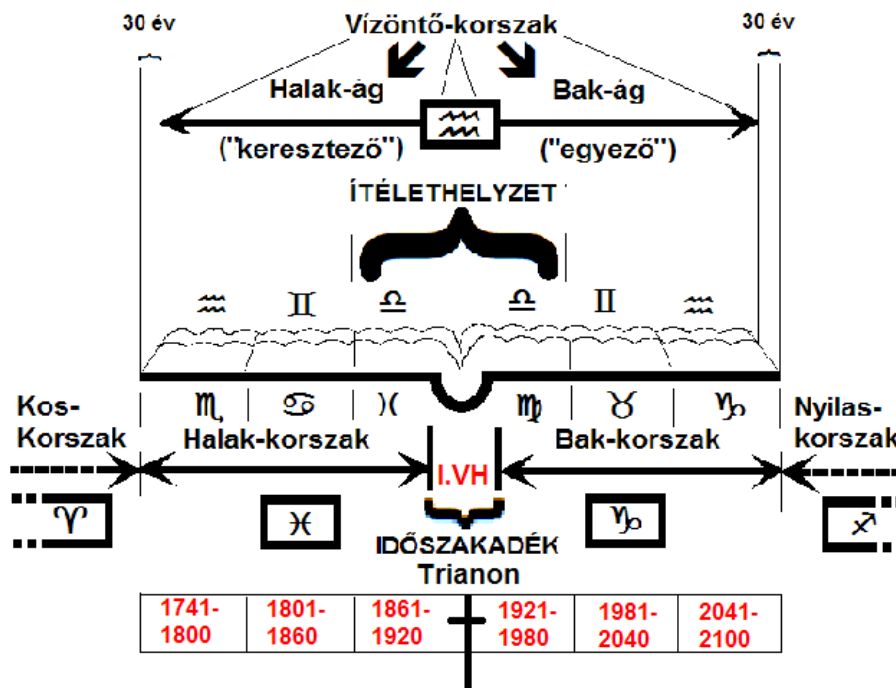 30 év
Vízöntő-korszak
30 év
Halak-ág
Bak-ág
♒
("keresztező")
("egyező")
ÍTÉLETHELYZET
♒ ♊ ♎ ♎ ♊ ♒
♏ ♋ ♓ ♍ ♉ ♑
Kos-
Korszak
Halak-korszak
I.VH
Bak-korszak
Nyilas-
korszak
♈ ♓ ♑ ♐
IDŐSZAKADÉK
Trianon
1741-
1800
1801-
1860
1861-
1920
1921-
1980
1981-
2040
2041-
2100